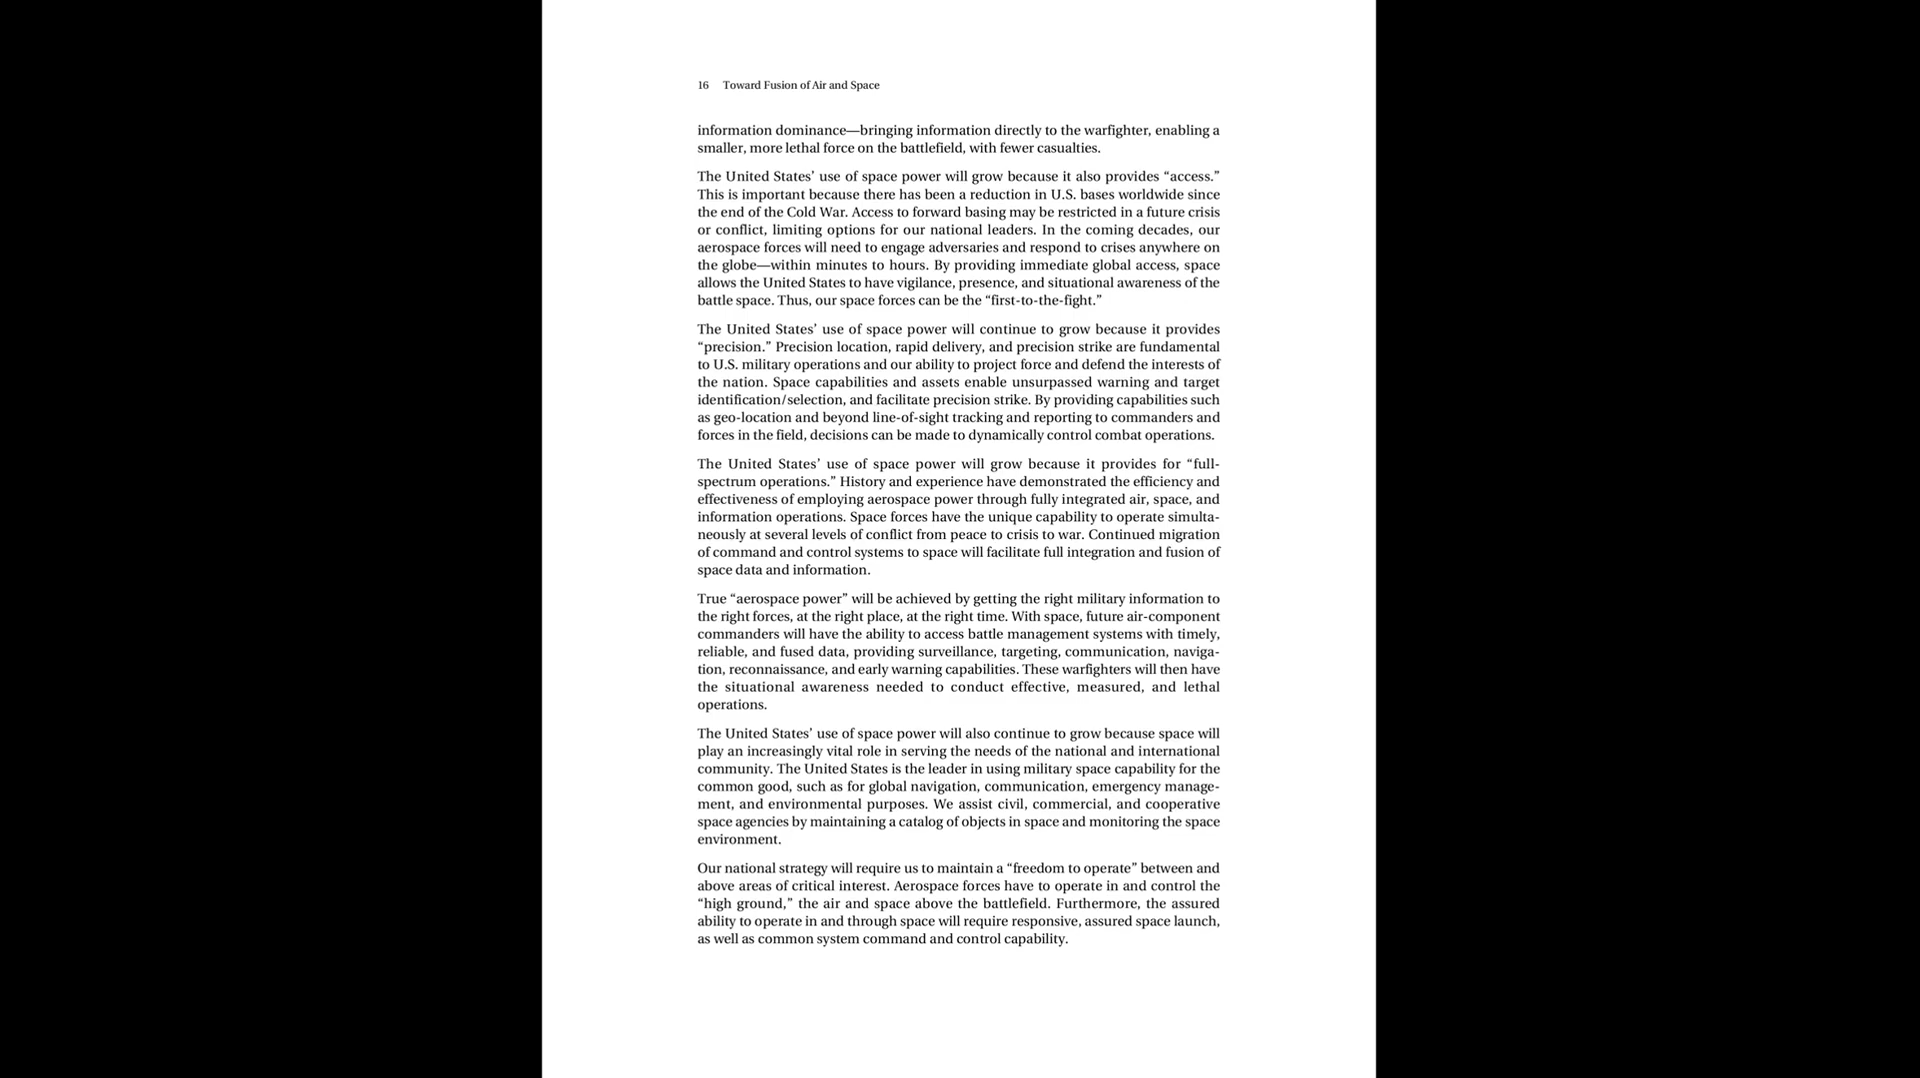 16 Toward Fusion of Air and Space
information dominance—bringing information directly to the warfighter, enabling a
smaller, more lethal force on the battlefield, with fewer casualties.
The United States’ use of space power will grow because it also provides “access.”
This is important because there has been a reduction in U.S. bases worldwide since
the end of the Cold War. Access to forward basing may be restricted in a future crisis
or conflict, limiting options for our national leaders. In the coming decades, our
aerospace forces will need to engage adversaries and respond to crises anywhere on
the globe—within minutes to hours. By providing immediate global access, space
allows the United States to have vigilance, presence, and situational awareness of the
battle space. Thus, our space forces can be the “first-to-the-fight.”
The United States’ use of space power will continue to grow because it provides
“precision.” Precision location, rapid delivery, and precision strike are fundamental
to U.S. military operations and our ability to project force and defend the interests of
the nation. Space capabilities and assets enable unsurpassed warning and target
identification/selection, and facilitate precision strike. By providing capabilities such
as geo-location and beyond line-of-sight tracking and reporting to commanders and
forces in the field, decisions can be made to dynamically control combat operations.
The United States’ use of space power will grow because it provides for “full-
spectrum operations.” History and experience have demonstrated the efficiency and
effectiveness of employing aerospace power through fully integrated air, space, and
information operations. Space forces have the unique capability to operate simulta-
neously at several levels of conflict from peace to crisis to war. Continued migration
of command and control systems to space will facilitate full integration and fusion of
space data and information.
True “aerospace power” will be achieved by getting the right military information to
the right forces, at the right place, at the right time. With space, future air-component
commanders will have the ability to access battle management systems with timely,
reliable, and fused data, providing surveillance, targeting, communication, naviga-
tion, reconnaissance, and early warning capabilities. These warfighters will then have
the situational awareness needed to conduct effective, measured, and lethal
operations.
The United States’ use of space power will also continue to grow because space will
play an increasingly vital role in serving the needs of the national and international
community. The United States is the leader in using military space capability for the
common good, such as for global navigation, communication, emergency manage-
ment, and environmental purposes. We assist civil, commercial, and cooperative
space agencies by maintaining a catalog of objects in space and monitoring the space
environment.
Our national strategy will require us to maintain a “freedom to operate” between and
above areas of critical interest. Aerospace forces have to operate in and control the
“high ground,” the air and space above the battlefield. Furthermore, the assured
ability to operate in and through space will require responsive, assured space launch,
as well as common system command and control capability.